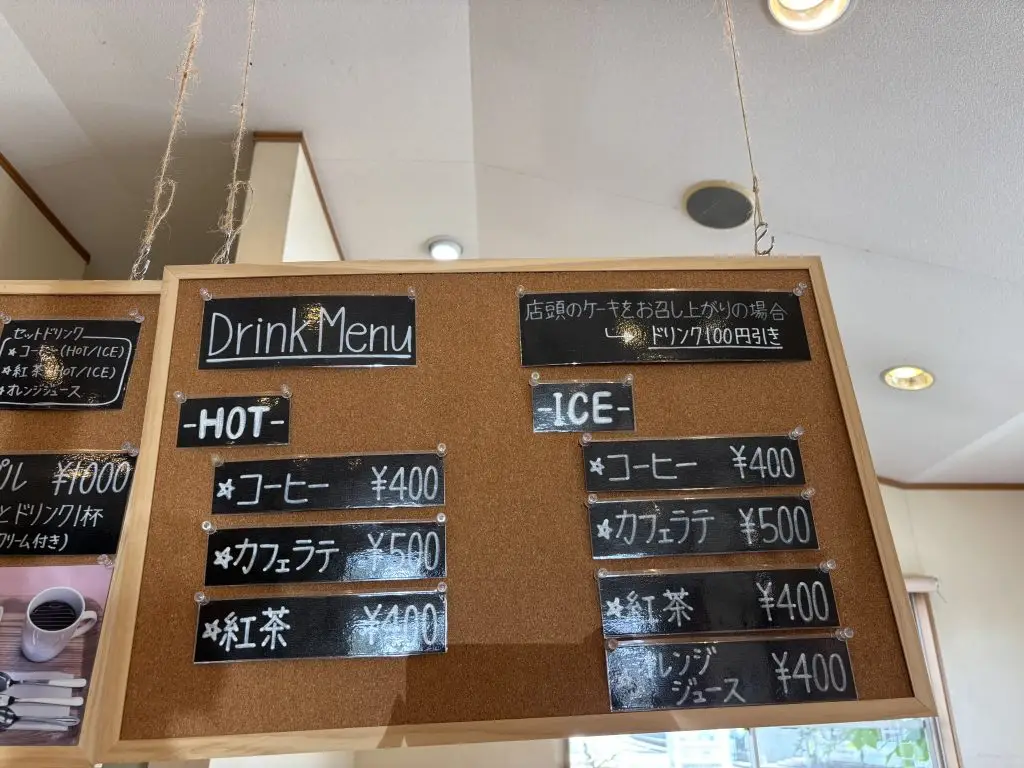 セットドリンク
☆コーヒー(HOT/ICE)
☆紅茶(HOT/ICE)
☆オレンジジュース
プル ¥1000
とドリンク1杯
クリーム付き)
Drink Menu
店頭のケーキをお召し上がりの場合
ドリンク100円引き
-HOT-
☆コーヒー ¥400
☆カフェラテ ¥500
☆紅茶 ¥400
-ICE-
☆コーヒー ¥400
☆カフェラテ ¥500
☆紅茶 ¥400
オレンジ
ジュース ¥400